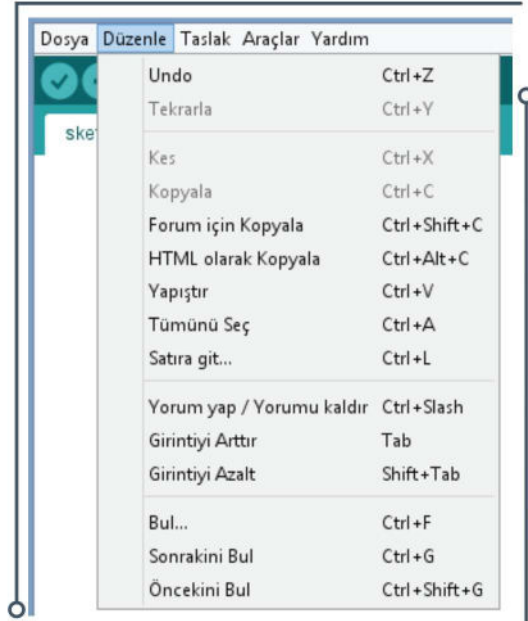 Dosya Düzenle Taslak Araçlar Yardım
sket
Undo Ctrl+Z
Tekrarla Ctrl+Y
Kes Ctrl+X
Kopyala Ctrl+C
Forum için Kopyala Ctrl+Shift+C
HTML olarak Kopyala Ctrl+Alt+C
Yapıştır Ctrl+V
Tümünü Seç Ctrl+A
Satıra git... Ctrl+L
Yorum yap / Yorumu kaldır Ctrl+Slash
Girintiyi Arttır Tab
Girintiyi Azalt Shift+Tab
Bul... Ctrl+F
Sonrakini Bul Ctrl+G
Öncekini Bul Ctrl+Shift+G